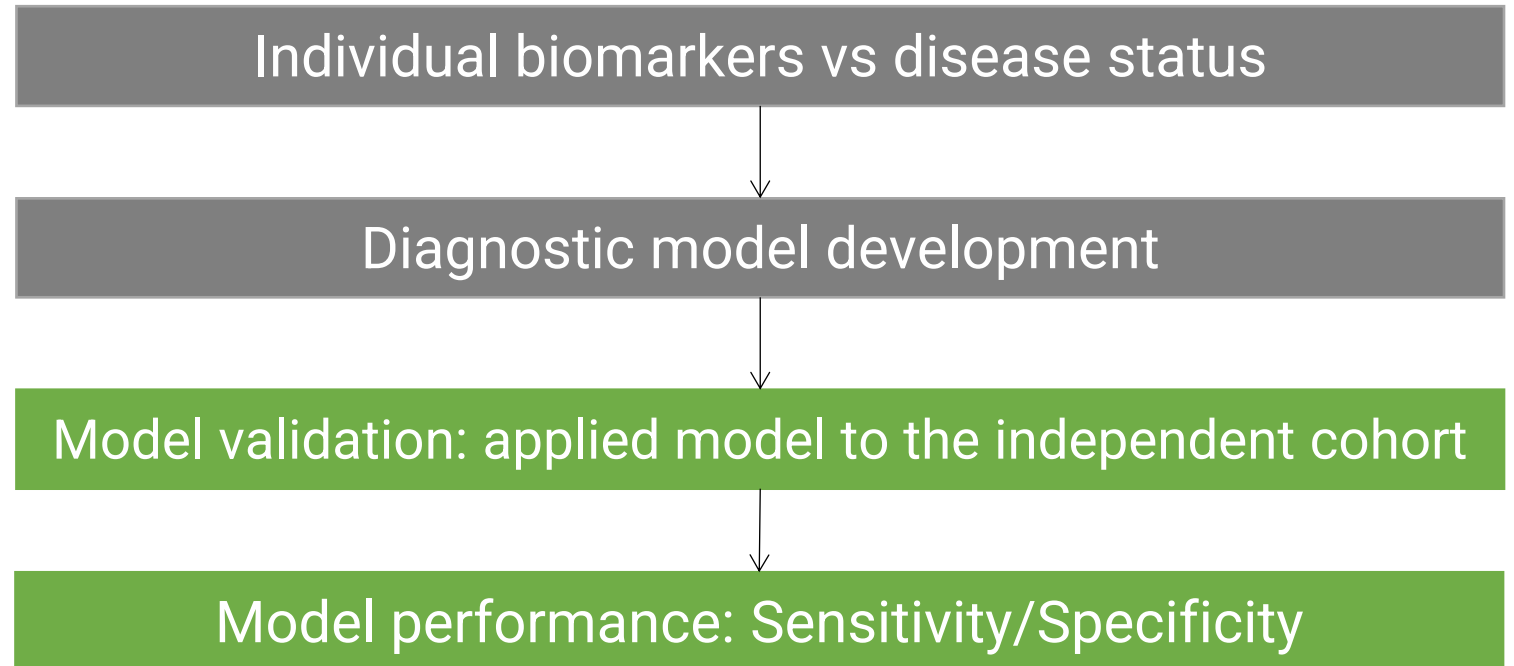 Individual biomarkers vs disease status
Diagnostic model development
Model validation: applied model to the independent cohort
Model performance: Sensitivity/Specificity